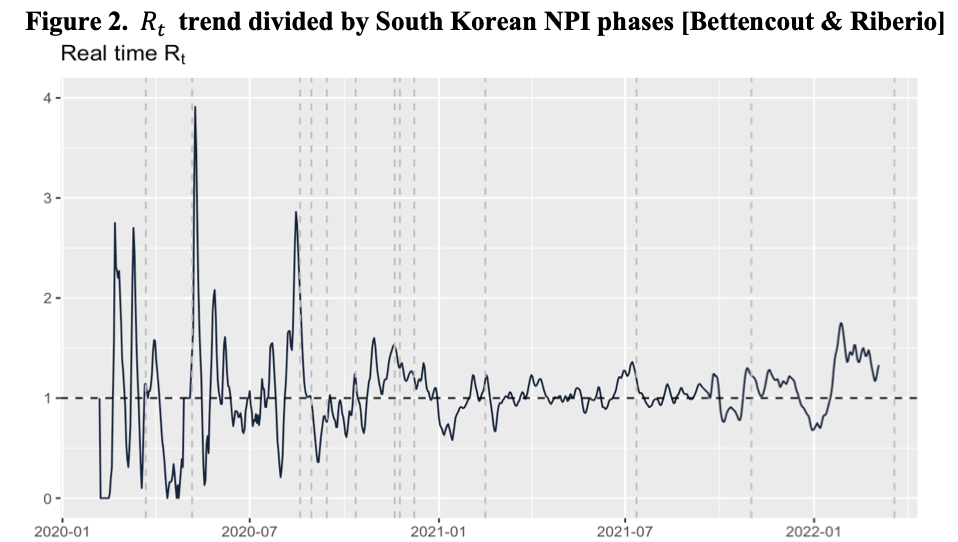 Figure 2. Rt trend divided by South Korean NPI phases [Bettencout & Riberio]
Real time Rt
4
3
2
1
0
2020-01 2020-07 2021-01 2021-07 2022-01